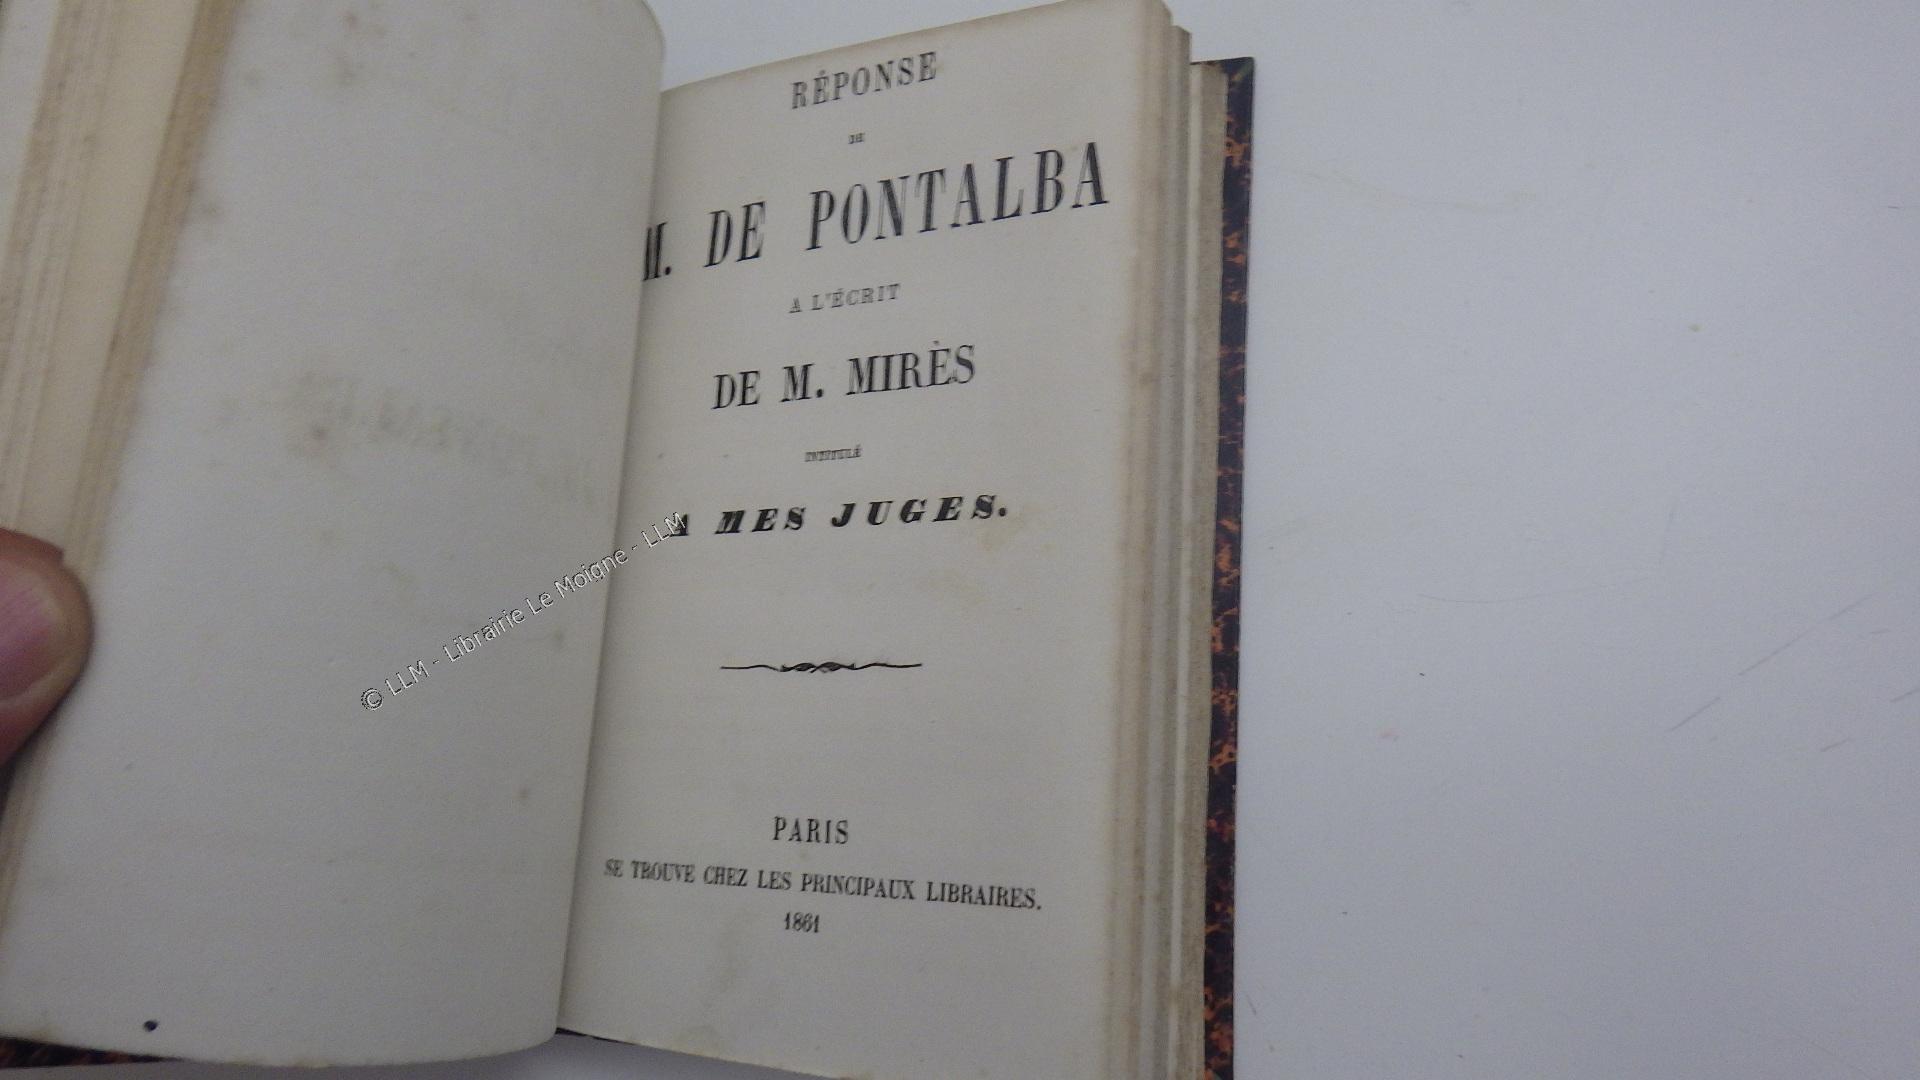 RÉPONSE
DE
M. DE PONTALBA
A L'ÉCRIT
DE M. MIRÈS
INTITULÉ
A MES JUGES.
PARIS
SE TROUVE CHEZ LES PRINCIPAUX LIBRAIRES.
1861
© LLM - Librairie Le Moigne - LLM